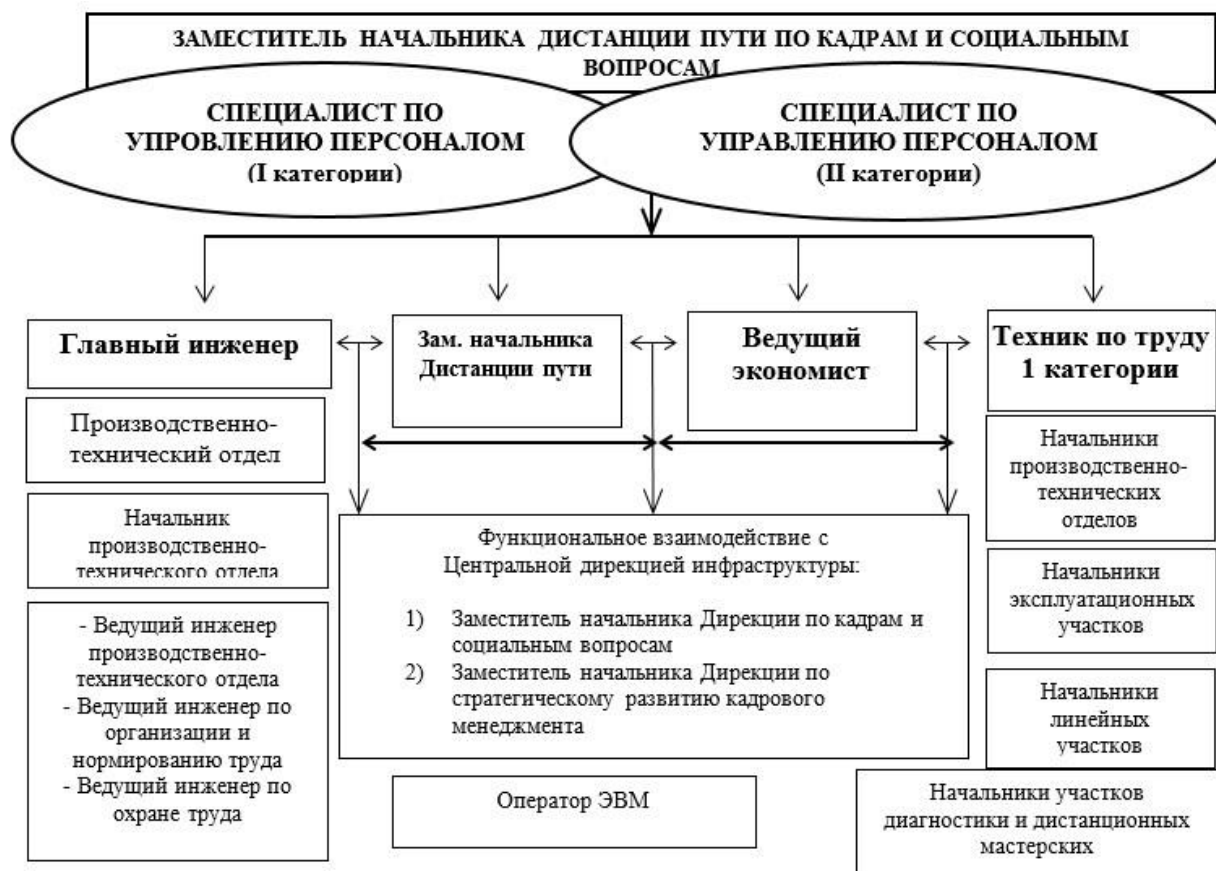 ЗАМЕСТИТЕЛЬ НАЧАЛЬНИКА ДИСТАНЦИИ ПУТИ ПО КАДРАМ И СОЦИАЛЬНЫМ
ВОПРОСАМ
СПЕЦИАЛИСТ ПО
УПРОВЛЕНИЮ ПЕРСОНАЛОМ
(I категории)
СПЕЦИАЛИСТ ПО
УПРАВЛЕНИЮ ПЕРСОНАЛОМ
(II категории)
Главный инженер
Зам. начальника
Дистанции пути
Ведущий
экономист
Техник по труду
1 категории
Производственно-
технический отдел
Начальник
производственно-
технического отдела
- Ведущий инженер
производственно-
технического отдела
- Ведущий инженер по
организации и
нормированию труда
- Ведущий инженер по
охране труда
Функциональное взаимодействие с
Центральной дирекцией инфраструктуры:
1) Заместитель начальника Дирекции по кадрам и
социальным вопросам
2) Заместитель начальника Дирекции по
стратегическому развитию кадрового
менеджмента
Оператор ЭВМ
Начальники
производственно-
технических
отделов
Начальники
эксплуатационных
участков
Начальники
линейных
участков
Начальники участков
диагностики и дистанционных
мастерских